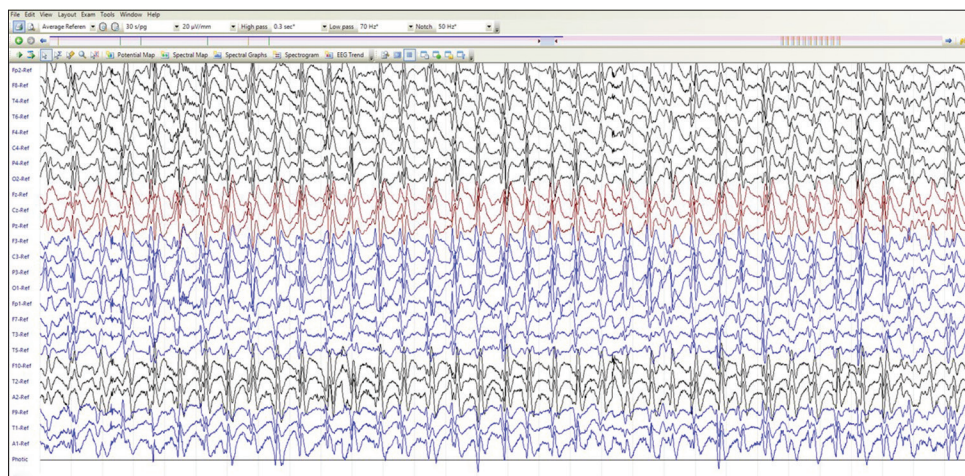 File Edit View Layout Exam Tools Window Help
Average Referen 30 s/pg 20 µV/mm High pass 0.3 sec* Low pass 70 Hz* Notch 50 Hz*
Potential Map Spectral Map Spectral Graphs Spectrogram EEG Trend
Fp2-Ref
F8-Ref
T4-Ref
T6-Ref
F4-Ref
C4-Ref
P4-Ref
O2-Ref
Fz-Ref
Cz-Ref
Pz-Ref
F3-Ref
C3-Ref
P3-Ref
O1-Ref
Fp1-Ref
F7-Ref
T3-Ref
T5-Ref
F10-Ref
T2-Ref
A2-Ref
F9-Ref
T1-Ref
A1-Ref
Photic